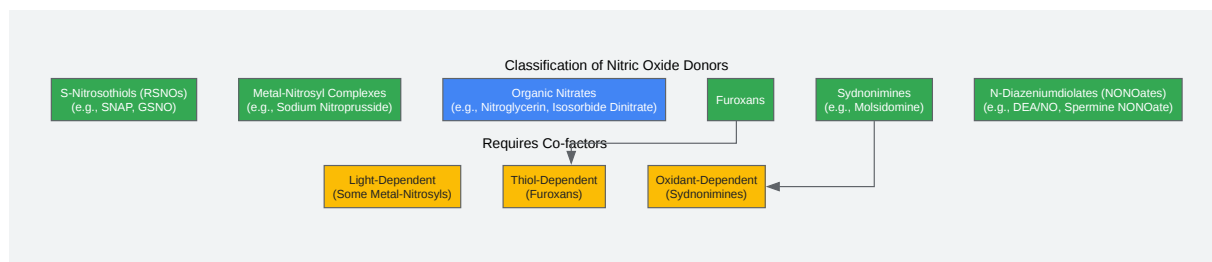 Classification of Nitric Oxide Donors
S-Nitrosothiols (RSNOs)
(e.g., SNAP, GSNO)
Metal-Nitrosyl Complexes
(e.g., Sodium Nitroprusside)
Organic Nitrates
(e.g., Nitroglycerin, Isosorbide Dinitrate)
Furoxans
Sydnonimines
(e.g., Molsidomine)
N-Diazeniumdiolates (NONOates)
(e.g., DEA/NO, Spermine NONOate)
Requires Co-factors
Light-Dependent
(Some Metal-Nitrosyls)
Thiol-Dependent
(Furoxans)
Oxidant-Dependent
(Sydnonimines)